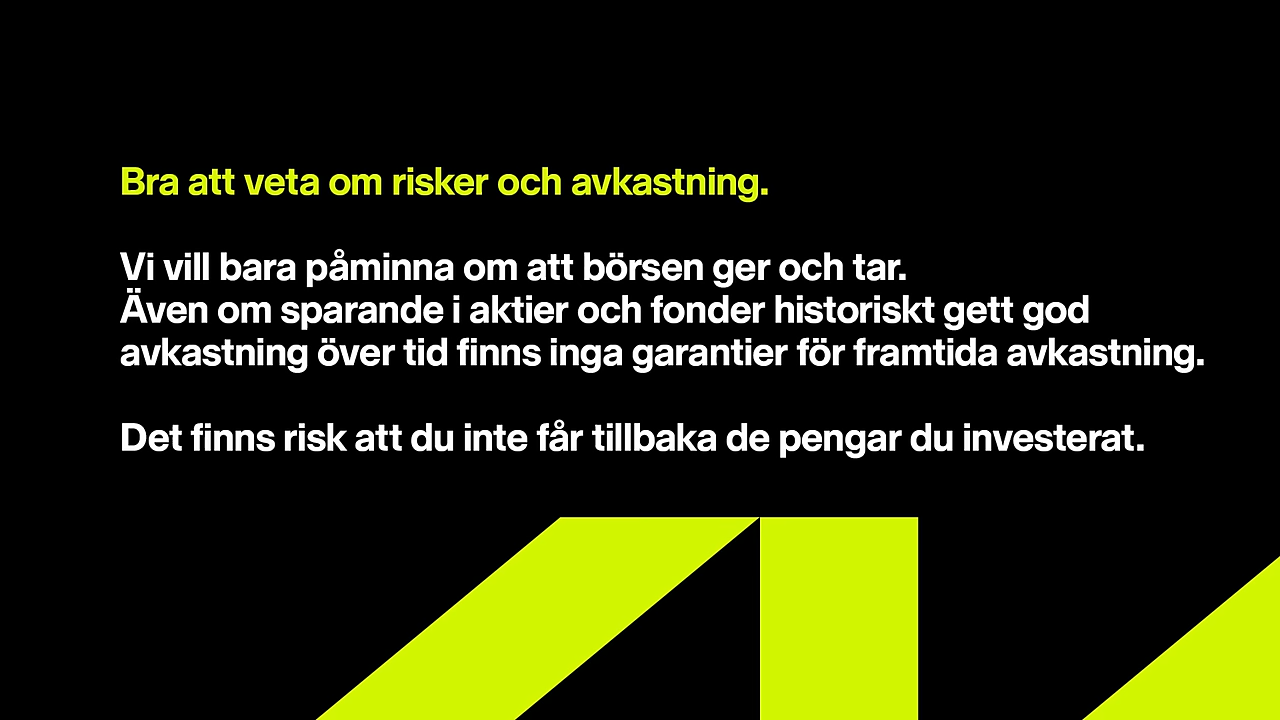 Bra att veta om risker och avkastning.
Vi vill bara påminna om att börsen ger och tar.
Även om sparande i aktier och fonder historiskt gett god
avkastning över tid finns inga garantier för framtida avkastning.
Det finns risk att du inte får tillbaka de pengar du investerat.